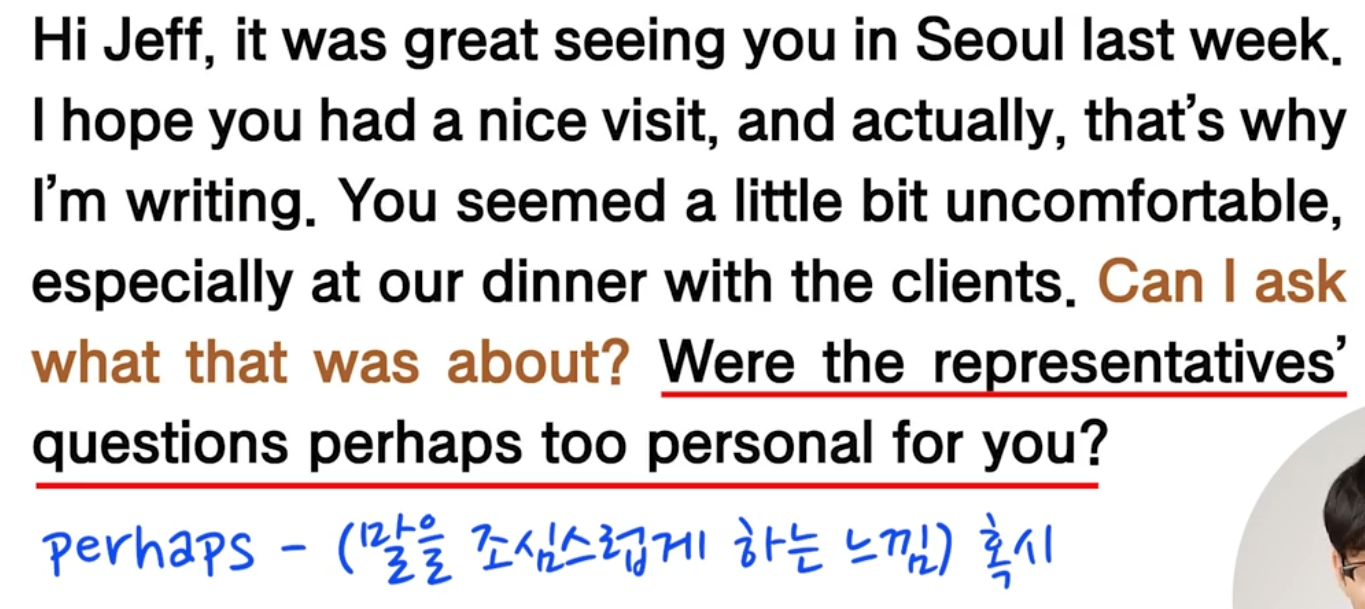 Hi Jeff, it was great seeing you in Seoul last week.
I hope you had a nice visit, and actually, that's why
I'm writing. You seemed a little bit uncomfortable,
especially at our dinner with the clients. Can I ask
what that was about? Were the representatives'
questions perhaps too personal for you?
perhaps - (말을 조심스럽게 하는 느낌) 혹시